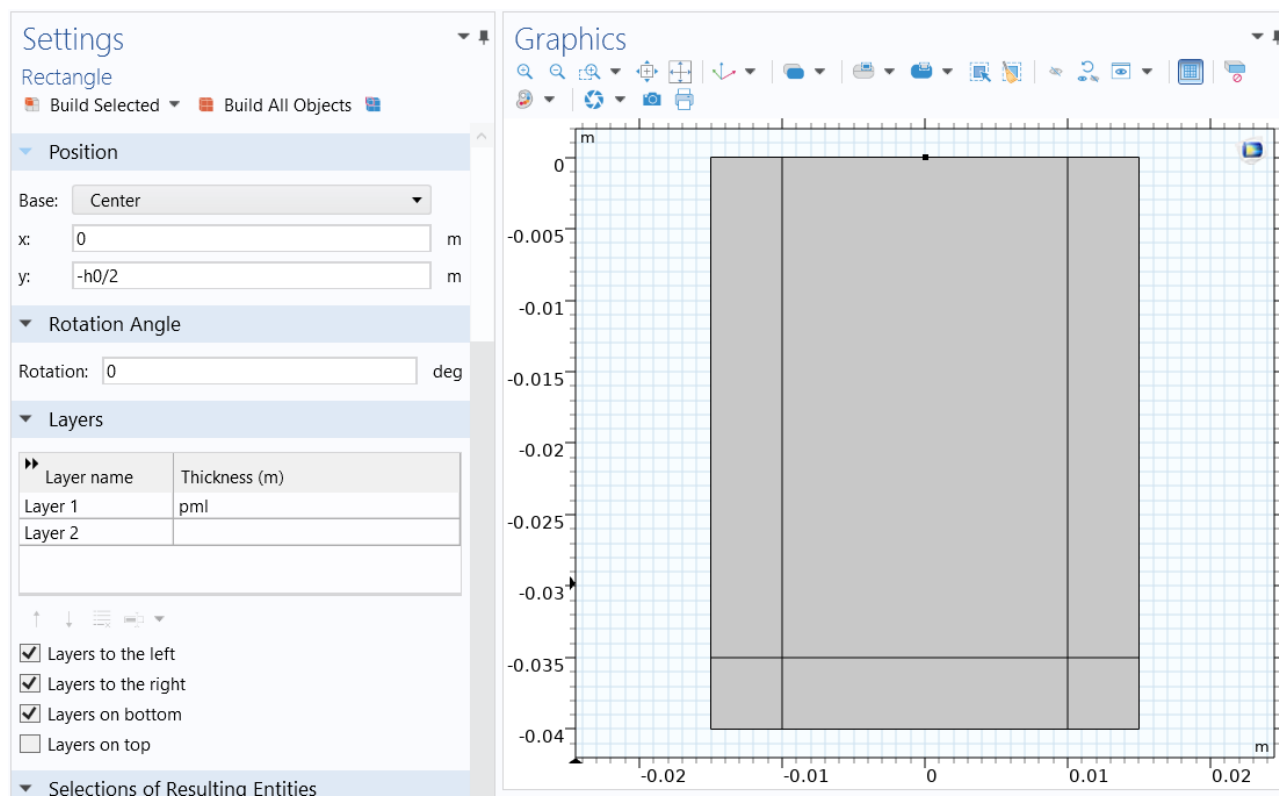 Settings
Rectangle
Build Selected Build All Objects
Position
Base: Center
x: 0 m
y: -h0/2 m
Rotation Angle
Rotation: 0 deg
Layers
Layer name Thickness (m)
Layer 1 pml
Layer 2
Layers to the left
Layers to the right
Layers on bottom
Layers on top
Selections of Resulting Entities
Graphics
m
0
-0.005
-0.01
-0.015
-0.02
-0.025
-0.03
-0.035
-0.04
m
-0.02 -0.01 0 0.01 0.02